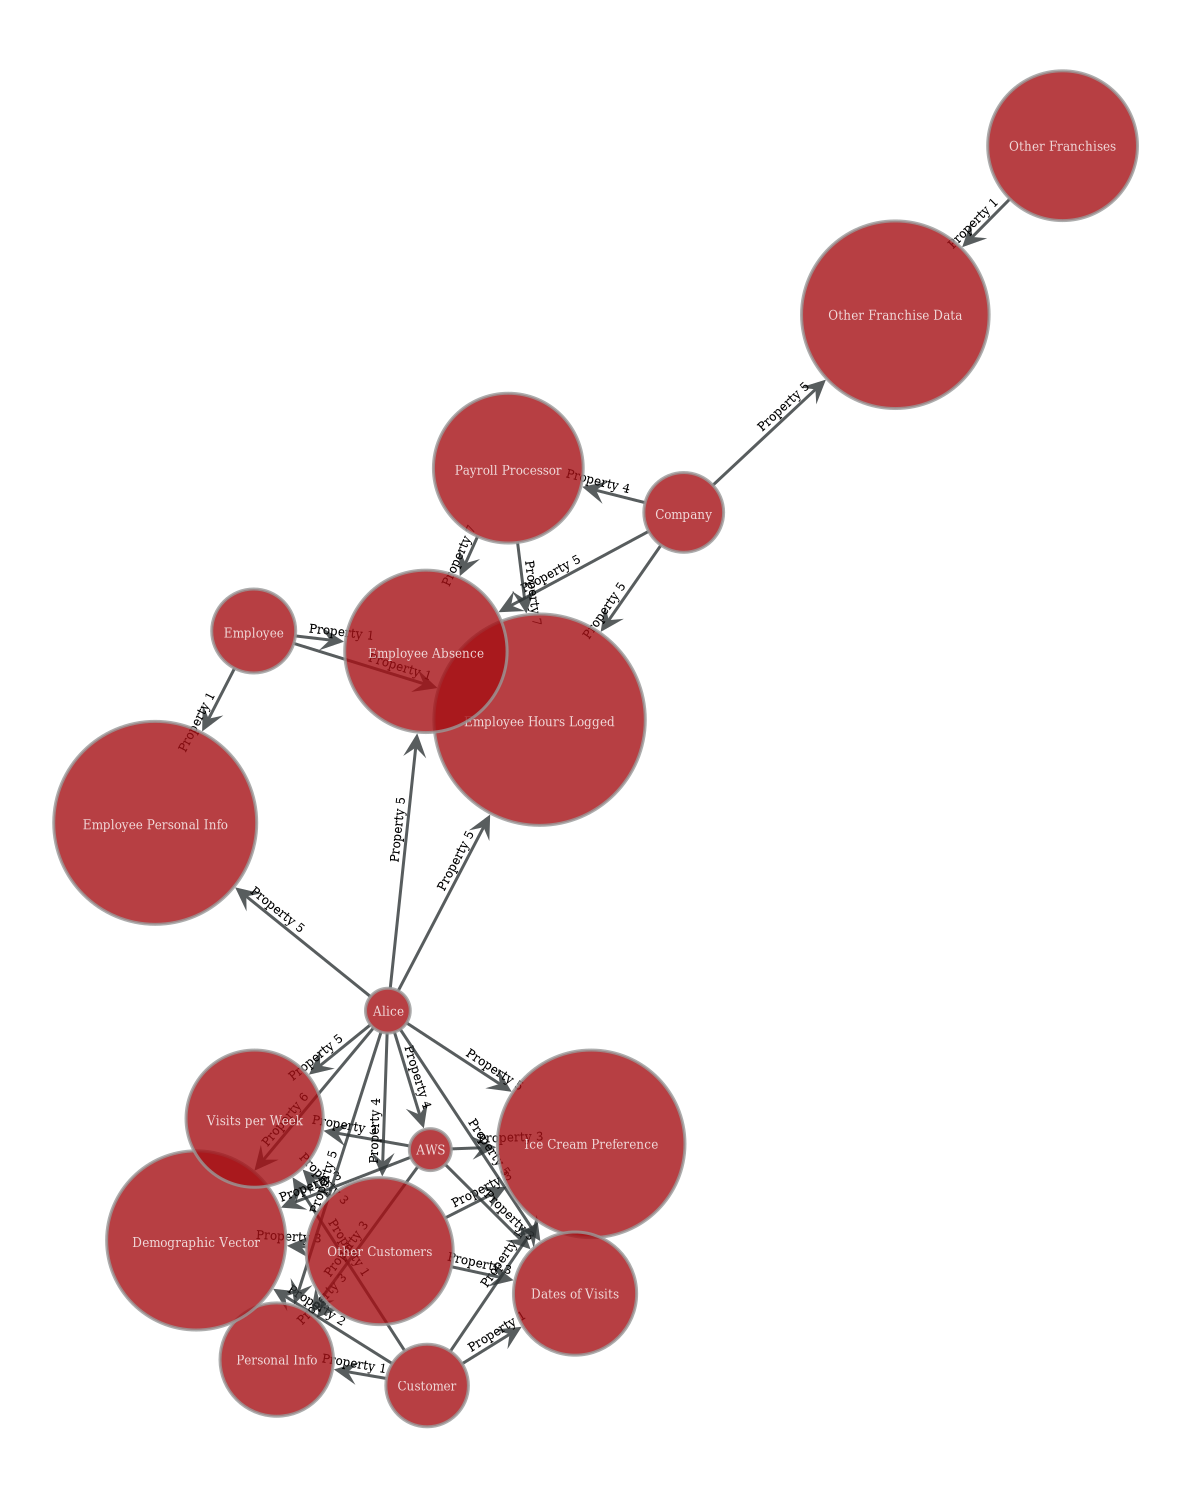 Other Franchises
Property 1
Other Franchise Data
Property 5
Payroll Processor
Property 4
Company
Property 7
Property 7
Property 5
Property 5
Employee
Property 1
Property 1
Employee Absence
Property 1
Employee Hours Logged
Employee Personal Info
Property 5
Property 5
Property 5
Alice
Property 5
Property 4
Property 5
Property 6
Property 4
Visits per Week
Property 3
AWS
Property 3
Ice Cream Preference
Property 5
Property 5
Property 3
Property
Property 3
Demographic Vector
Property 3
Other Customers
Property 3
Property 1
Property 3
Property
Dates of Visits
Property 3
Property 2
Property 1
Personal Info
Property 1
Customer